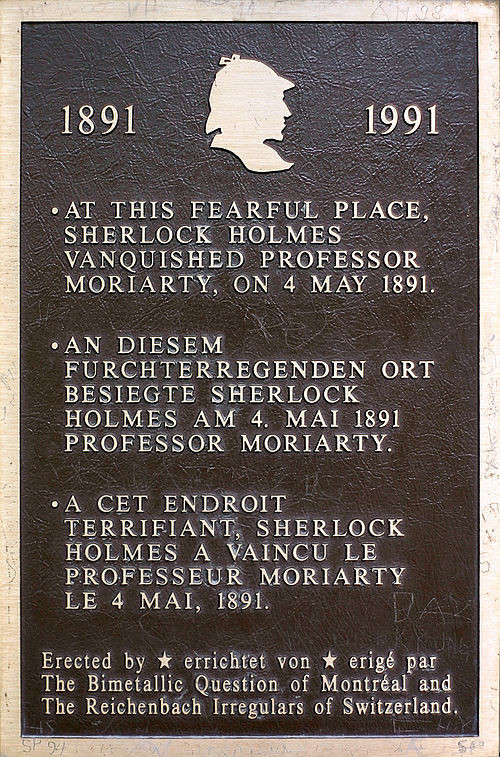 1891 1991
• AT THIS FEARFUL PLACE,
SHERLOCK HOLMES
VANQUISHED PROFESSOR
MORIARTY, ON 4 MAY 1891.
• AN DIESEM
FURCHTERREGENDEN ORT
BESIEGTE SHERLOCK
HOLMES AM 4. MAI 1891
PROFESSOR MORIARTY.
• A CET ENDROIT
TERRIFIANT, SHERLOCK
HOLMES A VAINCU LE
PROFESSEUR MORIARTY
LE 4 MAI, 1891.
Erected by ★ errichtet von ★ erigé par
The Bimetallic Question of Montréal and
The Reichenbach Irregulars of Switzerland.
SP 94